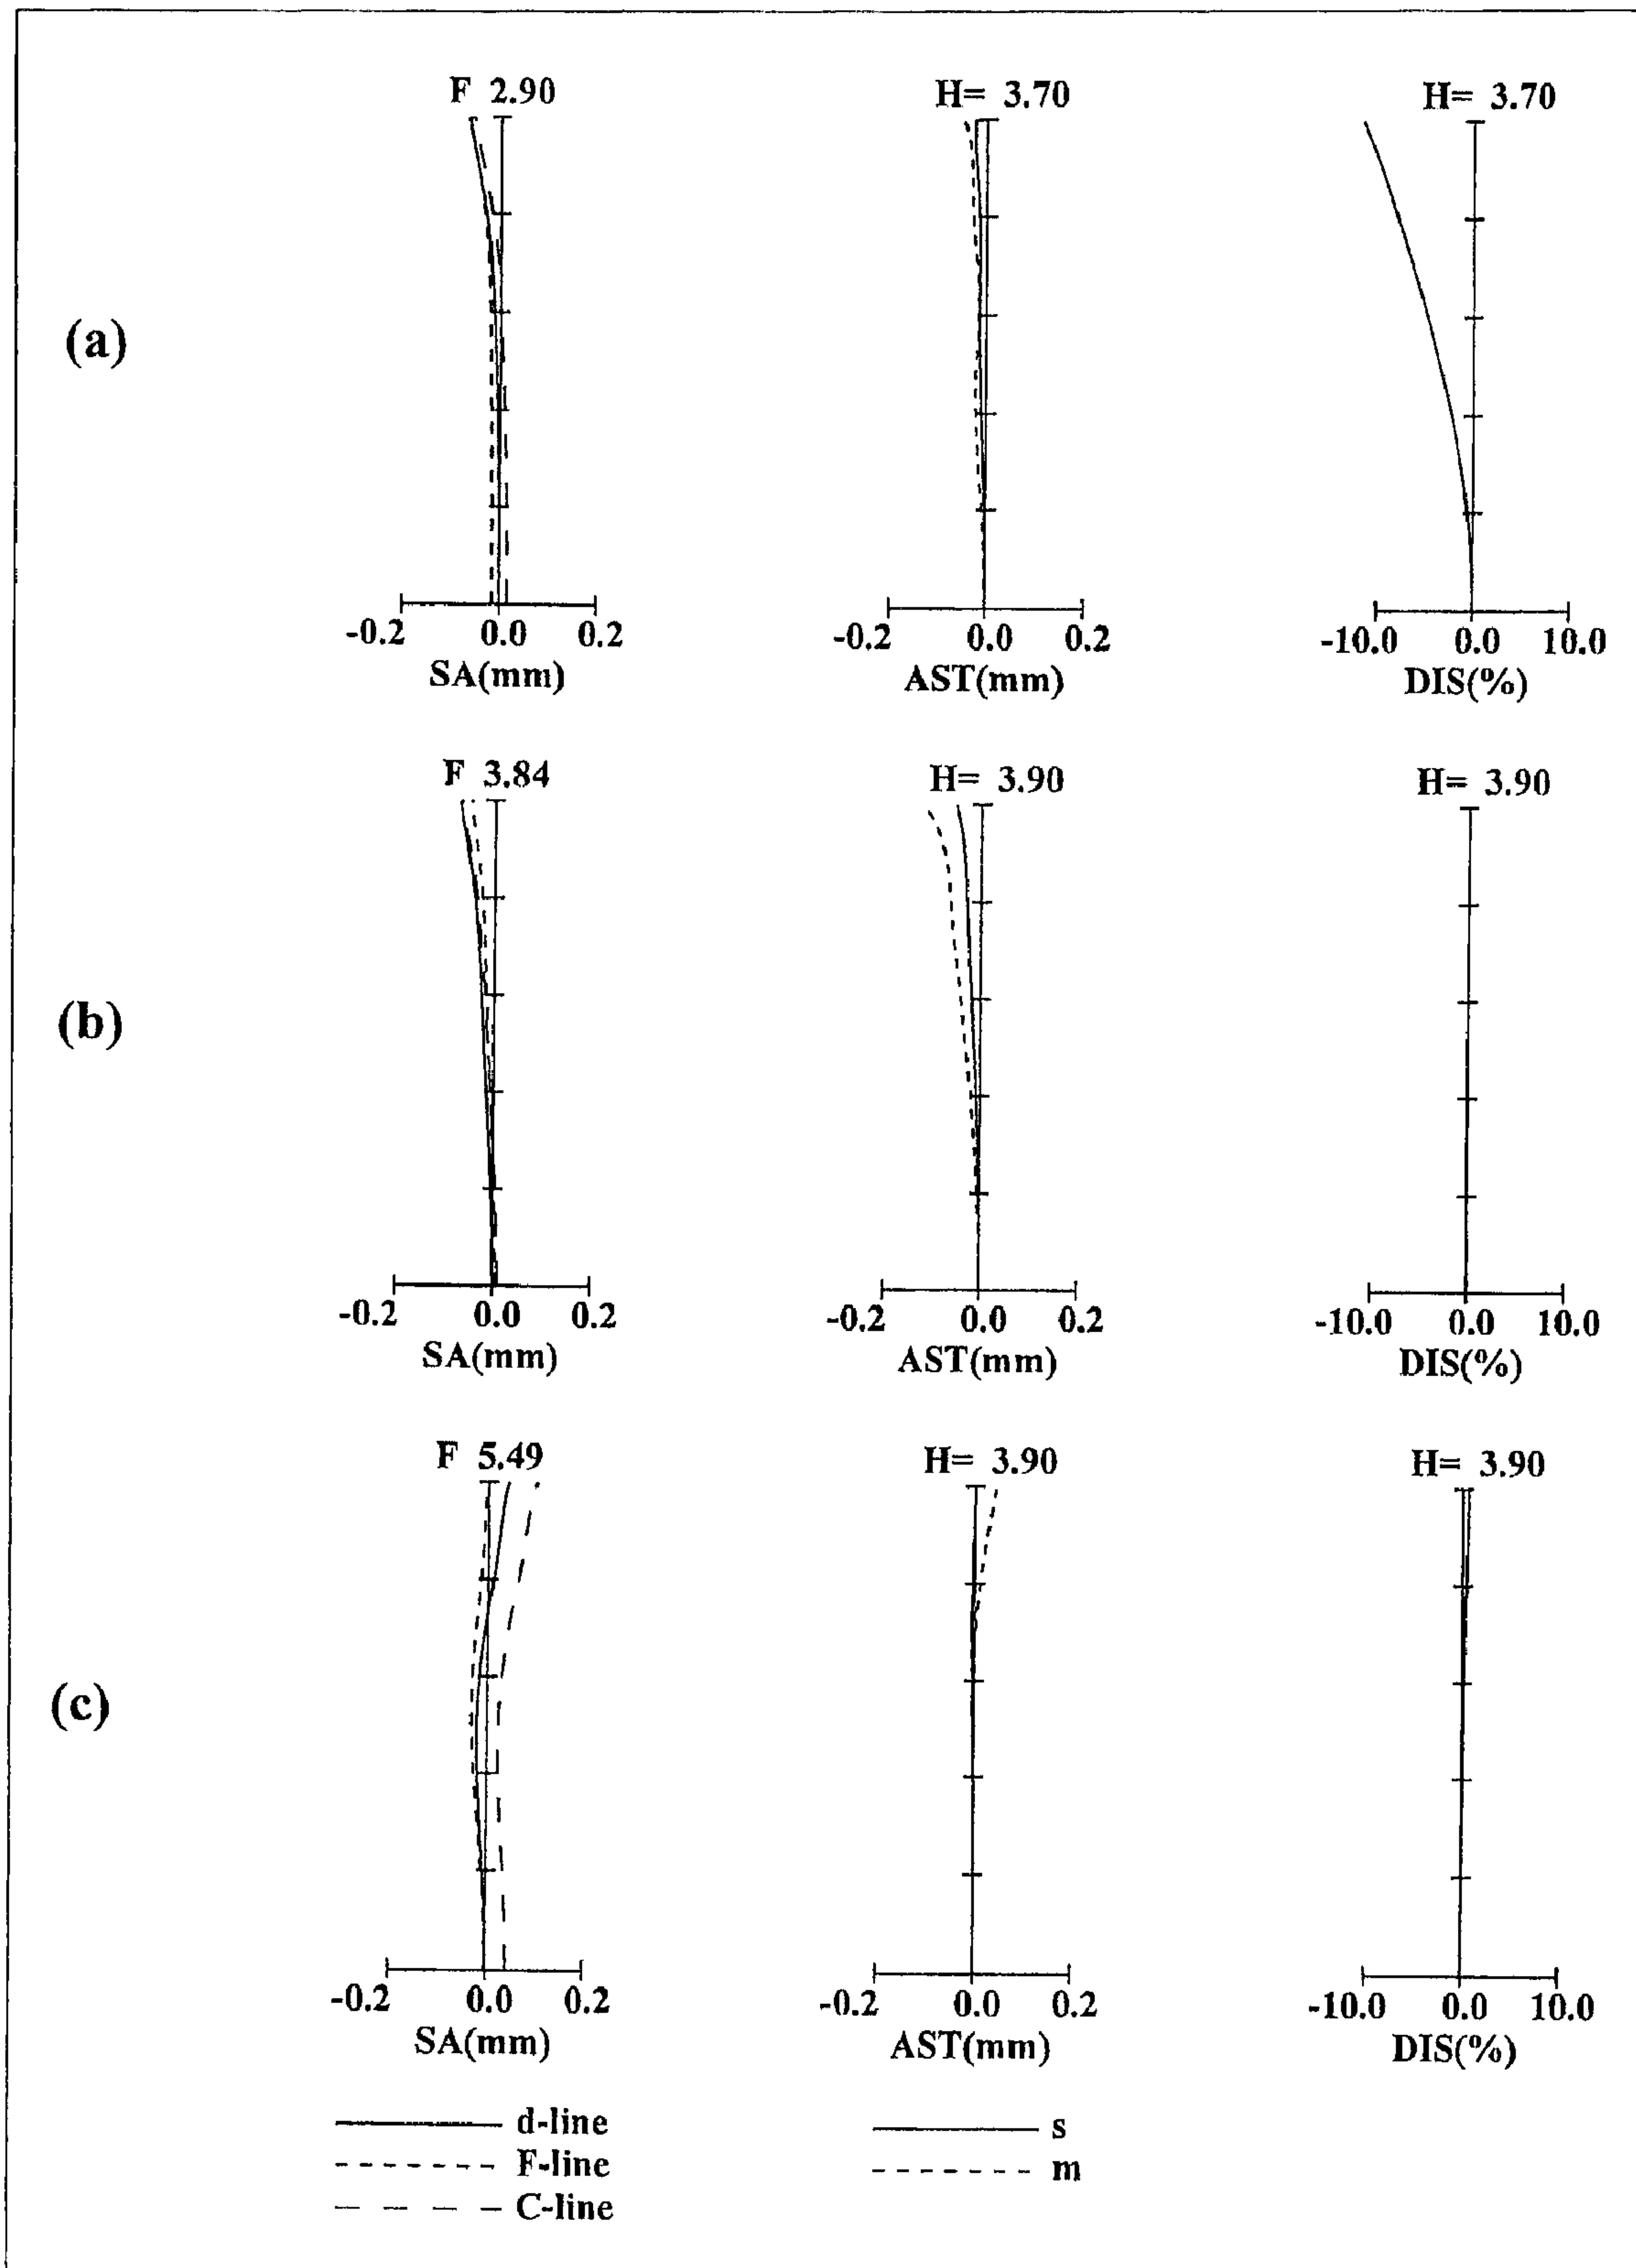 F 2.90 H= 3.70 H= 3.70
(a)
-0.2 0.0 0.2 -0.2 0.0 0.2 -10.0 0.0 10.0
SA(mm) AST(mm) DIS(%)
F 3.84 H= 3.90 H= 3.90
(b)
-0.2 0.0 0.2 -0.2 0.0 0.2 -10.0 0.0 10.0
SA(mm) AST(mm) DIS(%)
F 5.49 H= 3.90 H= 3.90
(c)
-0.2 0.0 0.2 -0.2 0.0 0.2 -10.0 0.0 10.0
SA(mm) AST(mm) DIS(%)
d-line s
F-line m
C-line